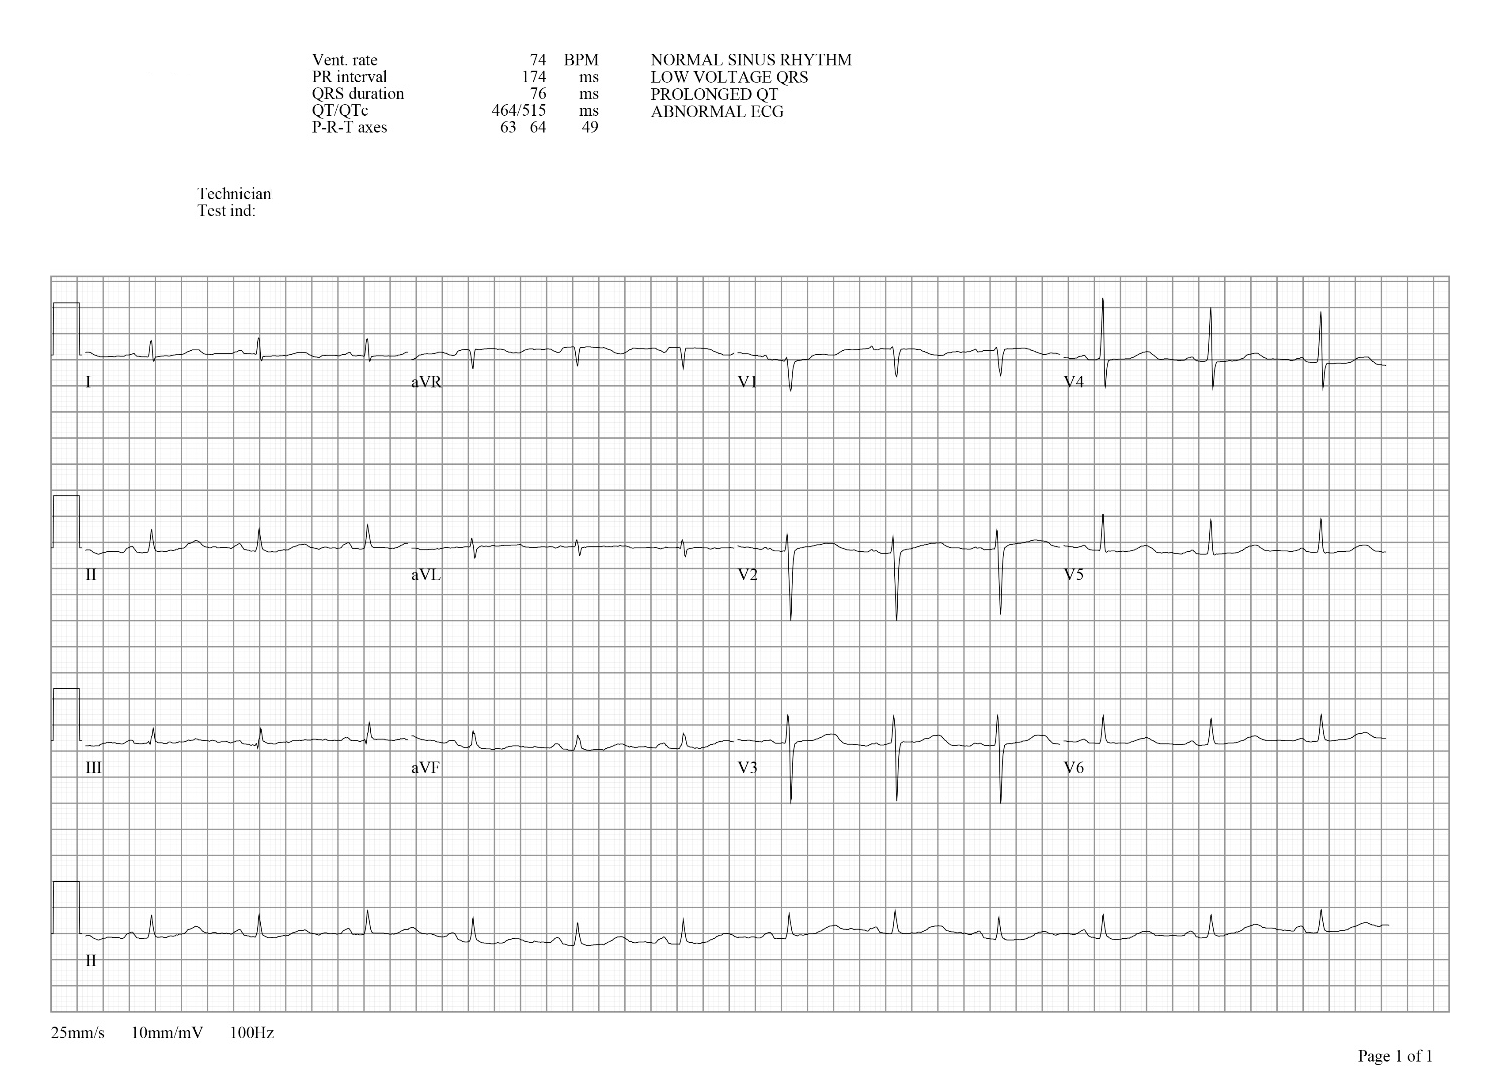 Vent. rate 74 BPM NORMAL SINUS RHYTHM
PR interval 174 ms LOW VOLTAGE QRS
QRS duration 76 ms PROLONGED QT
QT/QTc 464/515 ms ABNORMAL ECG
P-R-T axes 63 64 49
Technician
Test ind:
I aVR V1 V4
II aVL V2 V5
III aVF V3 V6
II
25mm/s 10mm/mV 100Hz
Page 1 of 1